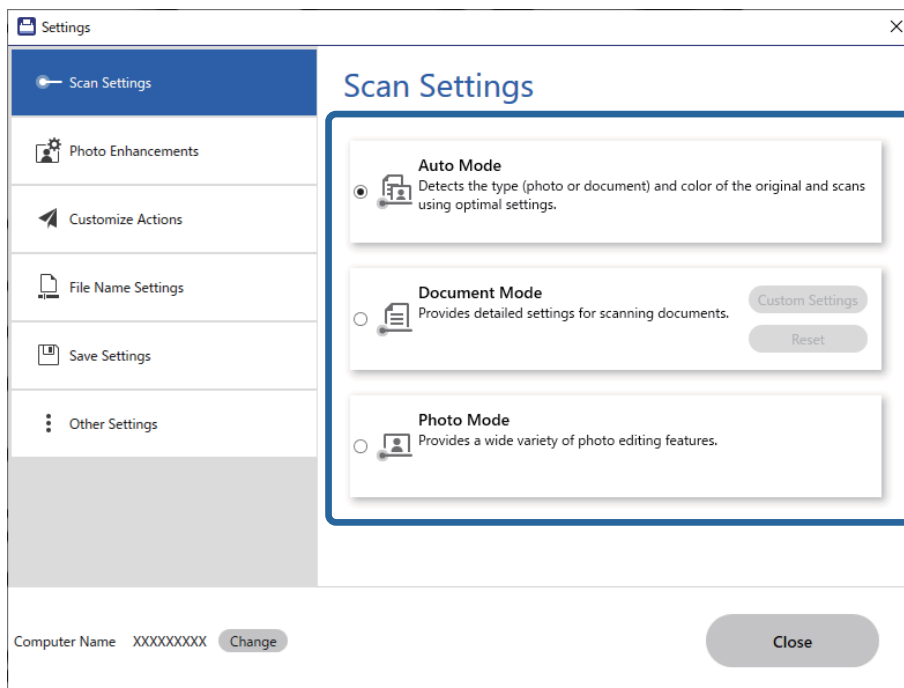 Settings
Scan Settings
Photo Enhancements
Customize Actions
File Name Settings
Save Settings
Other Settings
Scan Settings
Auto Mode
Detects the type (photo or document) and color of the original and scans
using optimal settings.
Document Mode
Provides detailed settings for scanning documents.
Custom Settings
Reset
Photo Mode
Provides a wide variety of photo editing features.
Computer Name XXXXXXXXX Change
Close